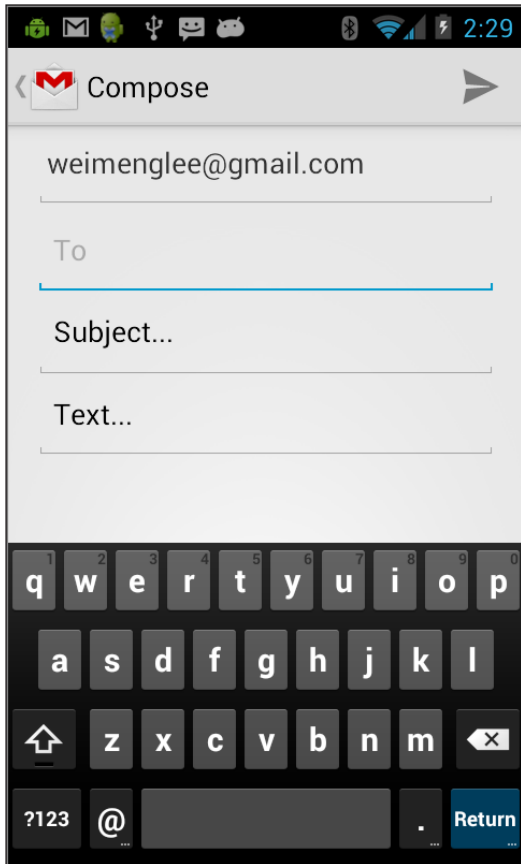 2:29
Compose
weimenglee@gmail.com
To
Subject...
Text...
1 2 3 4 5 6 7 8 9 0
q w e r t y u i o p
a s d f g h j k l
z x c v b n m
?123 @ ... . ... Return ...